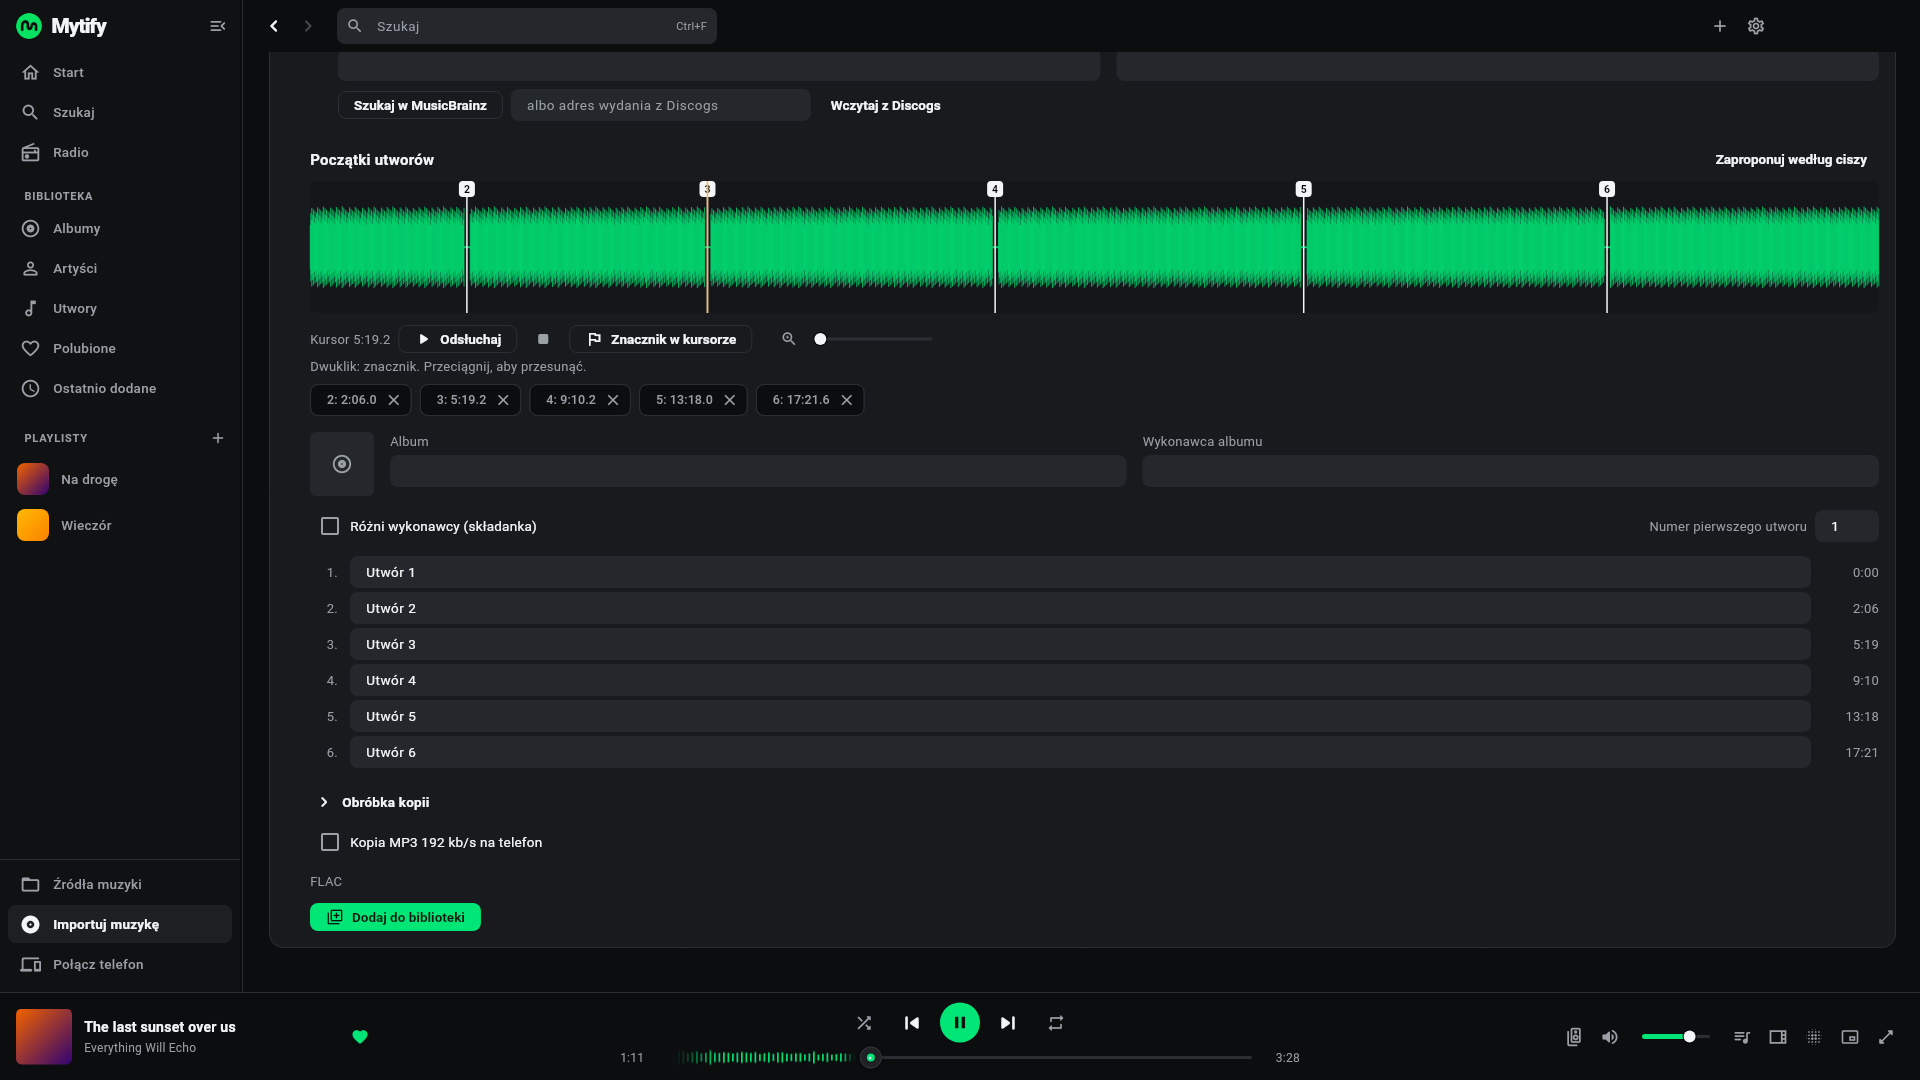 Mytify
Szukaj
Ctrl+F
Start
Szukaj
Radio
BIBLIOTEKA
Albumy
Artyści
Utwory
Polubione
Ostatnio dodane
PLAYLISTY
Na drogę
Wieczór
Źródła muzyki
Importuj muzykę
Połącz telefon
Szukaj w MusicBrainz
albo adres wydania z Discogs
Wczytaj z Discogs
Początki utworów
Zaproponuj według ciszy
2
3
4
5
6
Kursor 5:19.2
Odsłuchaj
Znacznik w kursorze
Dwuklik: znacznik. Przeciągnij, aby przesunąć.
2: 2:06.0
3: 5:19.2
4: 9:10.2
5: 13:18.0
6: 17:21.6
Album
Wykonawca albumu
Różni wykonawcy (składanka)
Numer pierwszego utworu
1
1. Utwór 1 0:00
2. Utwór 2 2:06
3. Utwór 3 5:19
4. Utwór 4 9:10
5. Utwór 5 13:18
6. Utwór 6 17:21
Obróbka kopii
Kopia MP3 192 kb/s na telefon
FLAC
Dodaj do biblioteki
The last sunset over us
Everything Will Echo
1:11
3:28